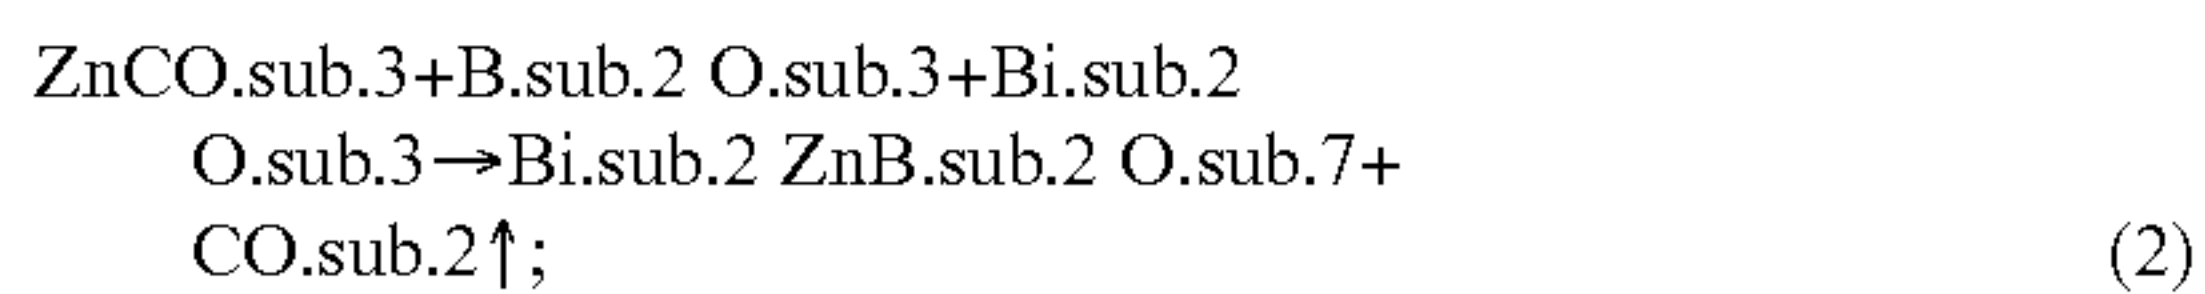 ZnCO.sub.3+B.sub.2 O.sub.3+Bi.sub.2
O.sub.3→Bi.sub.2 ZnB.sub.2 O.sub.7+
CO.sub.2↑; (2)